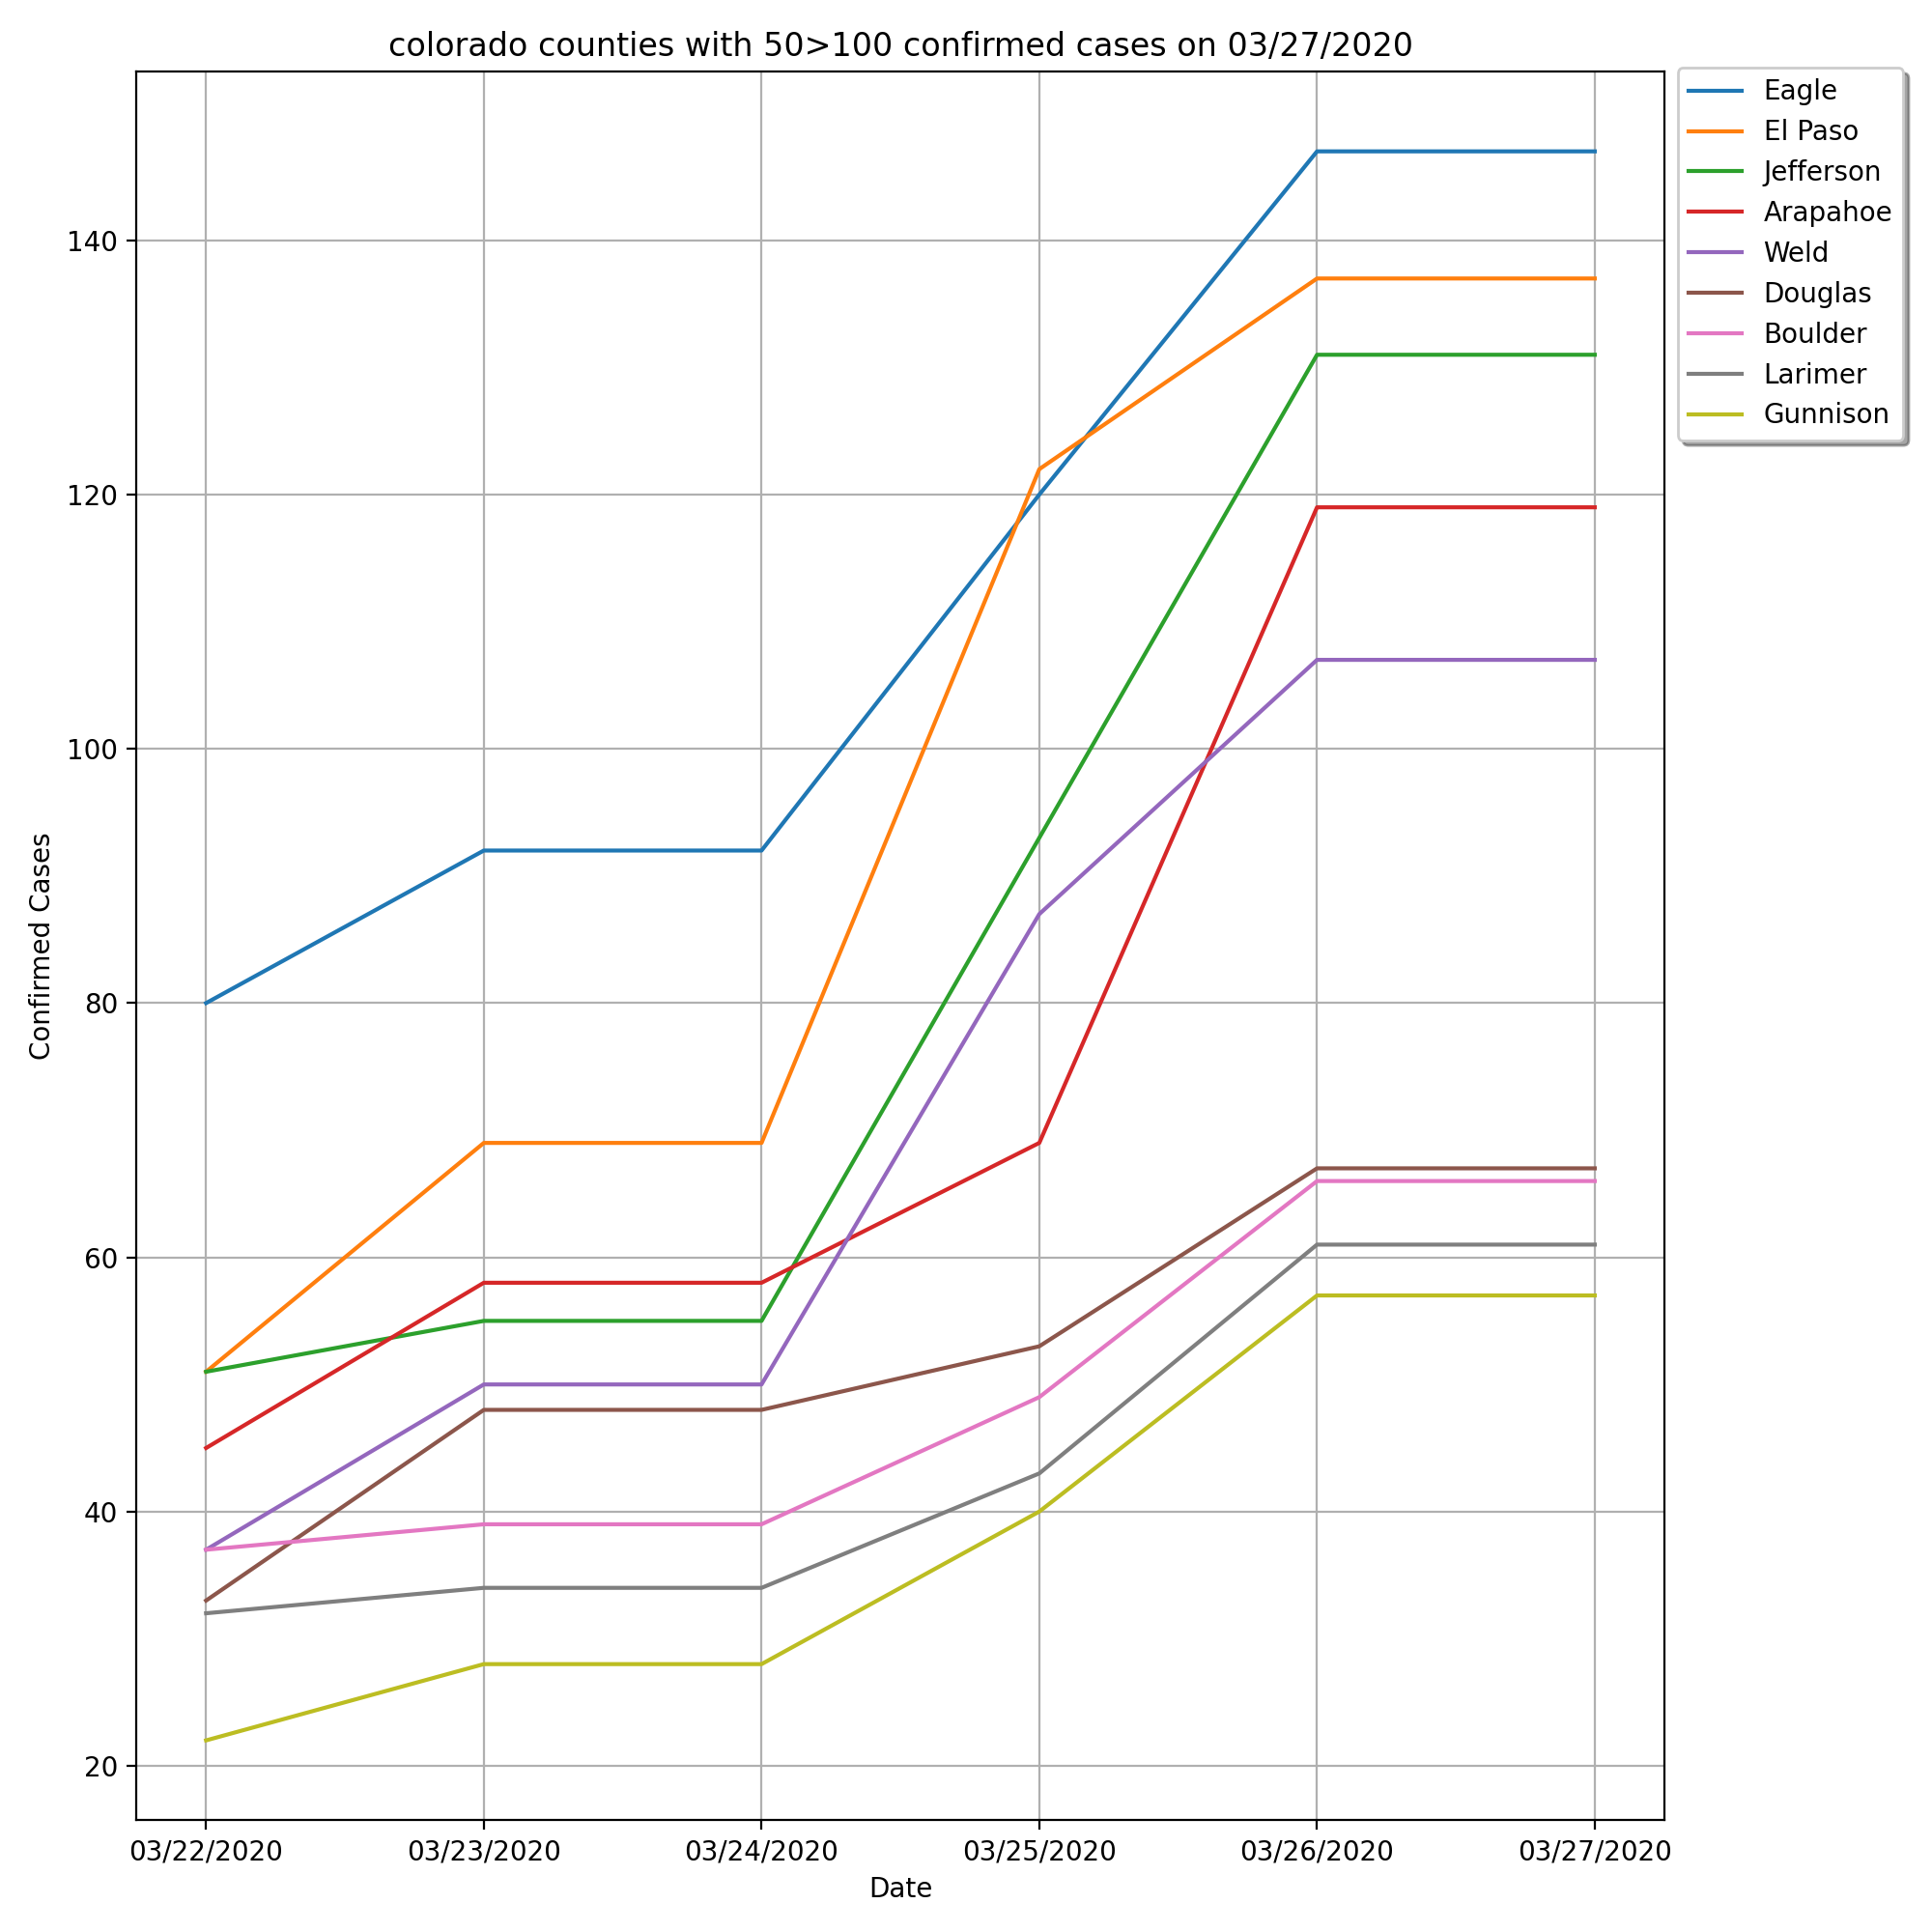 colorado counties with 50>100 confirmed cases on 03/27/2020
Eagle
El Paso
Jefferson
Arapahoe
Weld
Douglas
Boulder
Larimer
Gunnison
Confirmed Cases
140
120
100
80
60
40
20
03/22/2020 03/23/2020 03/24/2020 03/25/2020 03/26/2020 03/27/2020
Date